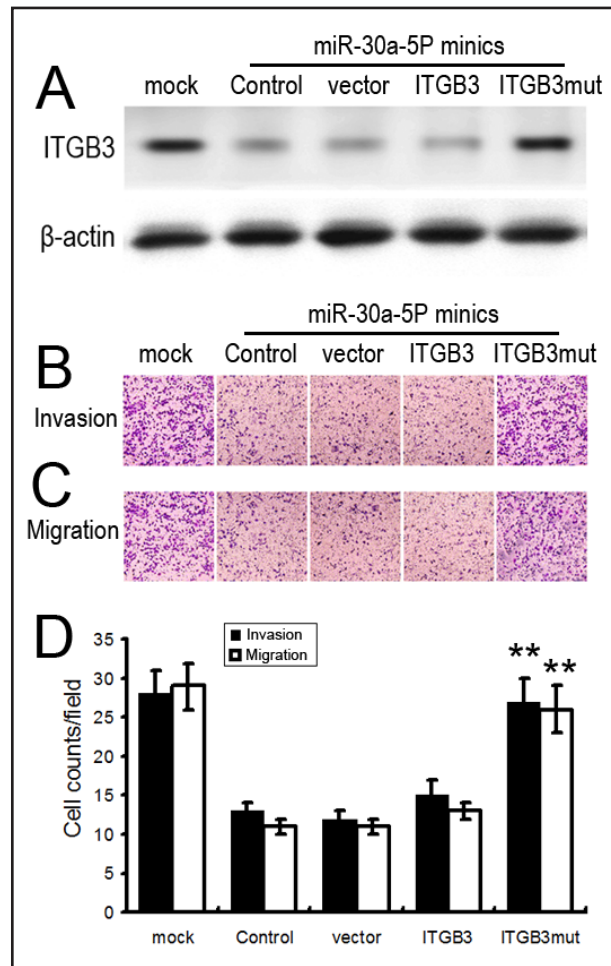 miR-30a-5P minics
A
mock Control vector ITGB3 ITGB3mut
ITGB3
β-actin
miR-30a-5P minics
mock Control vector ITGB3 ITGB3mut
B
Invasion
C
Migration
D
Invasion
Migration
** **
Cell counts/field
35
30
25
20
15
10
5
0
mock Control vector ITGB3 ITGB3mut